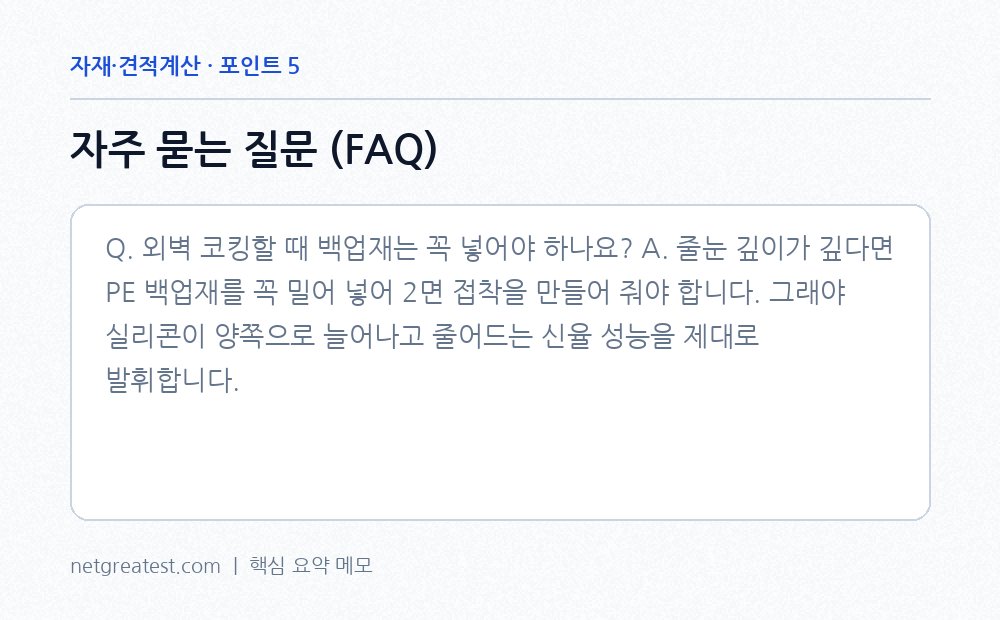 자재·견적계산 · 포인트 5
자주 묻는 질문 (FAQ)
Q. 외벽 코킹할 때 백업재는 꼭 넣어야 하나요? A. 줄눈 깊이가 깊다면
PE 백업재를 꼭 밀어 넣어 2면 접착을 만들어 줘야 합니다. 그래야
실리콘이 양쪽으로 늘어나고 줄어드는 신율 성능을 제대로
발휘합니다.
netgreatest.com | 핵심 요약 메모